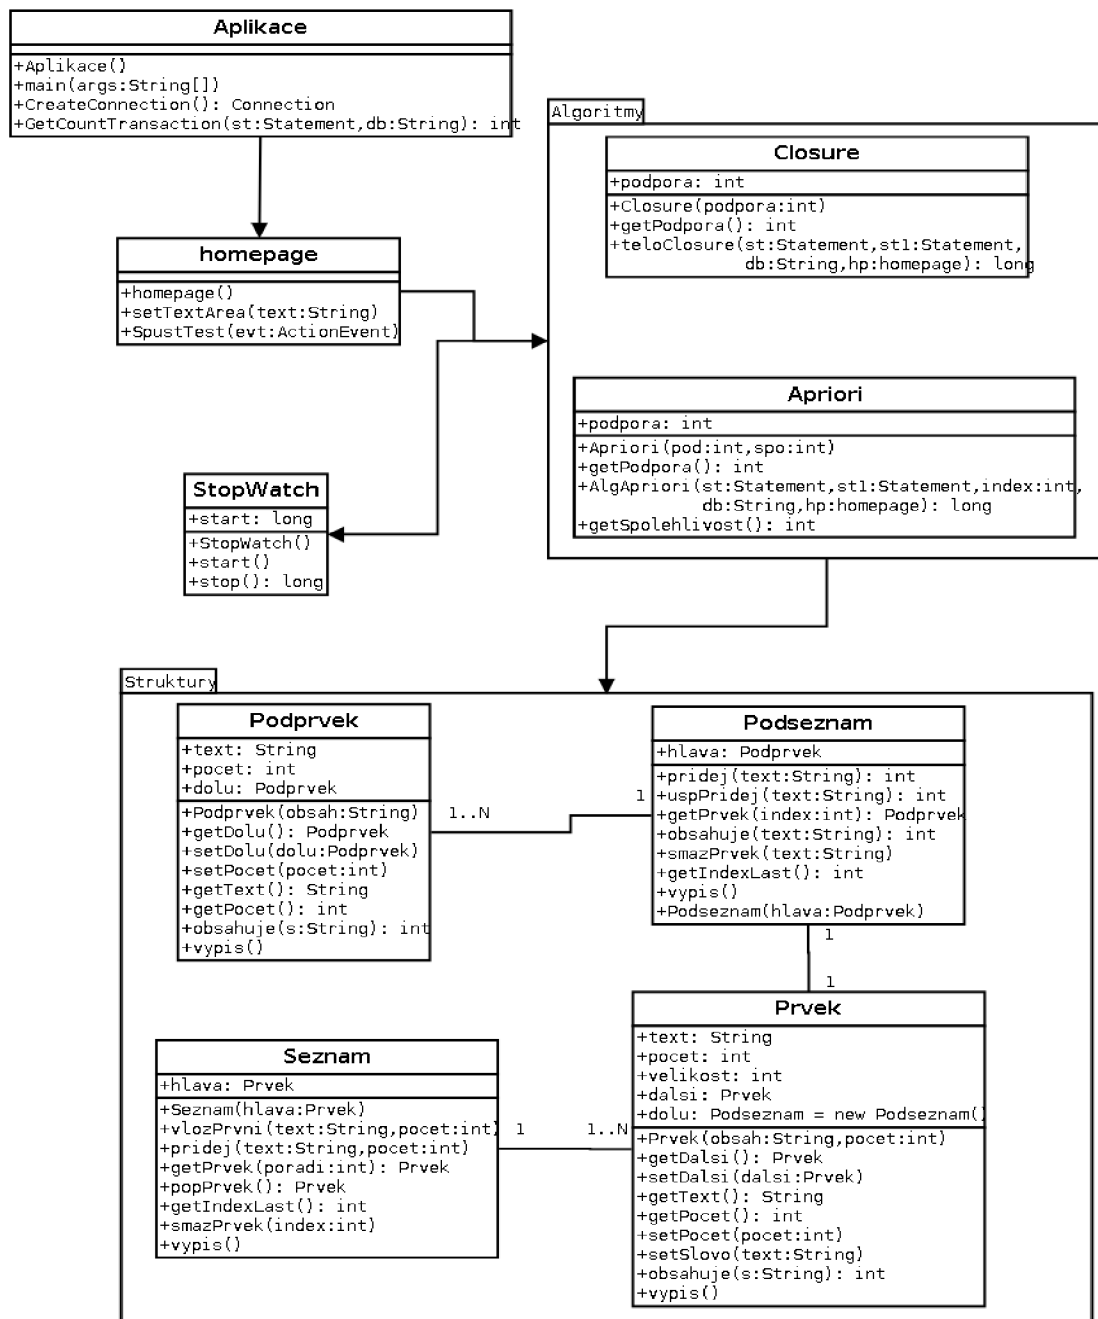 Aplikace
+Aplikace()
+main(args:String[])
+CreateConnection(): Connection
+GetCountTransaction(st:Statement,db:String): int
homepage
+homepage()
+setTextArea(text:String)
+SpustTest(evt:ActionEvent)
StopWatch
+start: long
+StopWatch()
+start()
+stop(): long
Algoritmy
Closure
+podpora: int
+Closure(podpora:int)
+getPodpora(): int
+teloClosure(st:Statement,st1:Statement,
db:String,hp:homepage): long
Apriori
+podpora: int
+Apriori(pod:int,spo:int)
+getPodpora(): int
+AlgApriori(st:Statement,st1:Statement,index:int,
db:String,hp:homepage): long
+getSpolehlivost(): int
Struktury
Podprvek
+text: String
+pocet: int
+dolu: Podprvek
+Podprvek(obsah:String)
+getDolu(): Podprvek
+setDolu(dolu:Podprvek)
+setPocet(pocet:int)
+getText(): String
+getPocet(): int
+obsahuje(s:String): int
+vypis()
1..N
1
Podseznam
+hlava: Podprvek
+pridej(text:String): int
+uspPridej(text:String): int
+getPrvek(index:int): Podprvek
+obsahuje(text:String): int
+smazPrvek(text:String)
+getIndexLast(): int
+vypis()
+Podseznam(hlava:Podprvek)
1
1
Seznam
+hlava: Prvek
+Seznam(hlava:Prvek)
+vlozPrvni(text:String,pocet:int)
+pridej(text:String,pocet:int)
+getPrvek(poradi:int): Prvek
+popPrvek(): Prvek
+getIndexLast(): int
+smazPrvek(index:int)
+vypis()
1
1..N
Prvek
+text: String
+pocet: int
+velikost: int
+dalsi: Prvek
+dolu: Podseznam = new Podseznam()
+Prvek(obsah:String,pocet:int)
+getDalsi(): Prvek
+setDalsi(dalsi:Prvek)
+getText(): String
+getPocet(): int
+setPocet(pocet:int)
+setSlovo(text:String)
+obsahuje(s:String): int
+vypis()